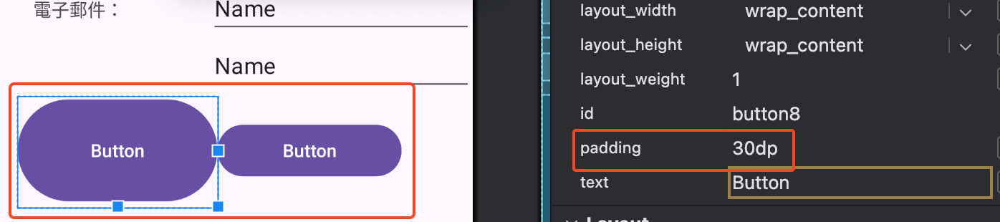 電子郵件：
Name
Name
Button
Button
layout_width
wrap_content
layout_height
wrap_content
layout_weight
1
id
button8
padding
30dp
text
Button